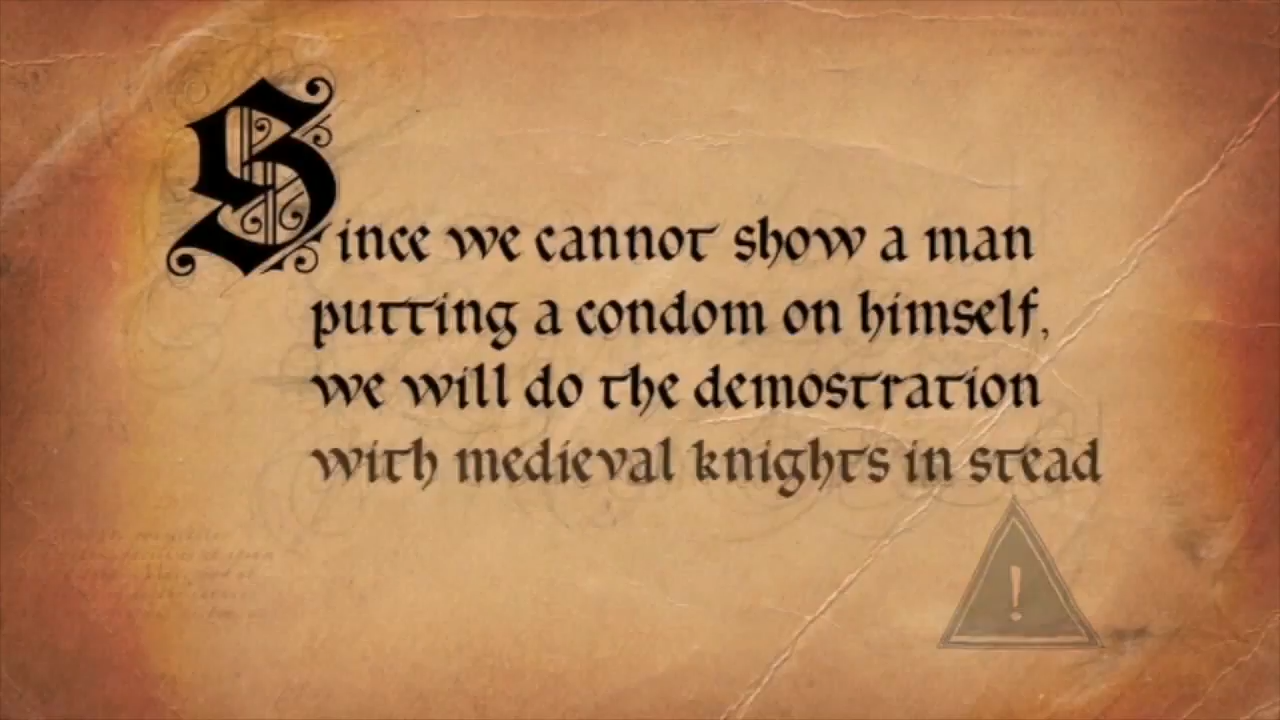 Since we cannot show a man
putting a condom on himself,
we will do the demostration
with medieval knights in stead
!